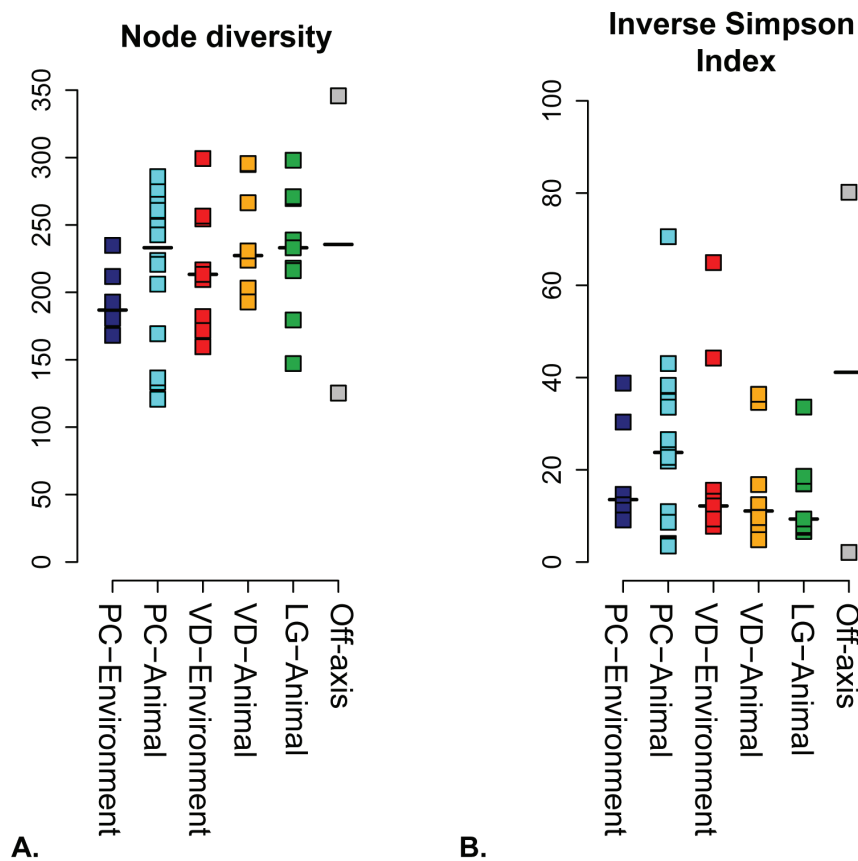 Node diversity
350
300
250
200
150
100
50
0
PC−Environment
PC−Animal
VD−Environment
VD−Animal
LG−Animal
Off-axis
A.
Inverse Simpson
Index
100
80
60
40
20
0
PC−Environment
PC−Animal
VD−Environment
VD−Animal
LG−Animal
Off-axis
B.